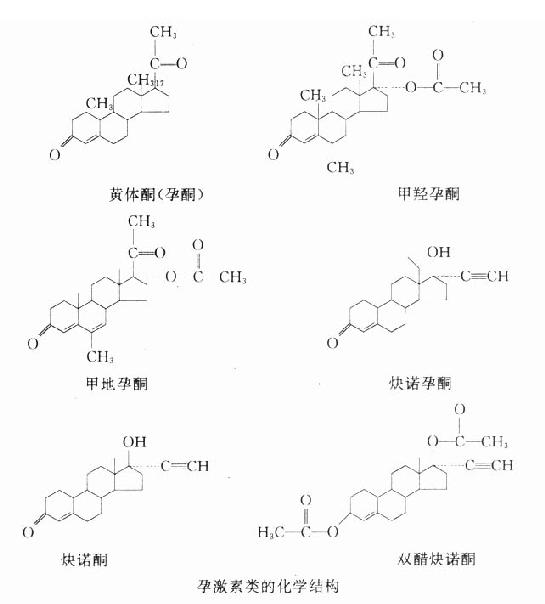 CH₃
C=O
CH₃ 17
CH₃
O
黄体酮(孕酮)
CH₃
C=O
O
CH₃
O—C—CH₃
CH₃
O
CH₃
甲羟孕酮
CH₃
C=O
O
O C CH₃
O
CH₃
甲地孕酮
OH
C≡CH
O
炔诺孕酮
OH
C=CH
O
炔诺酮
O
O—C—CH₃
C≡CH
O
H₃C—C—O
双醋炔诺酮
孕激素类的化学结构